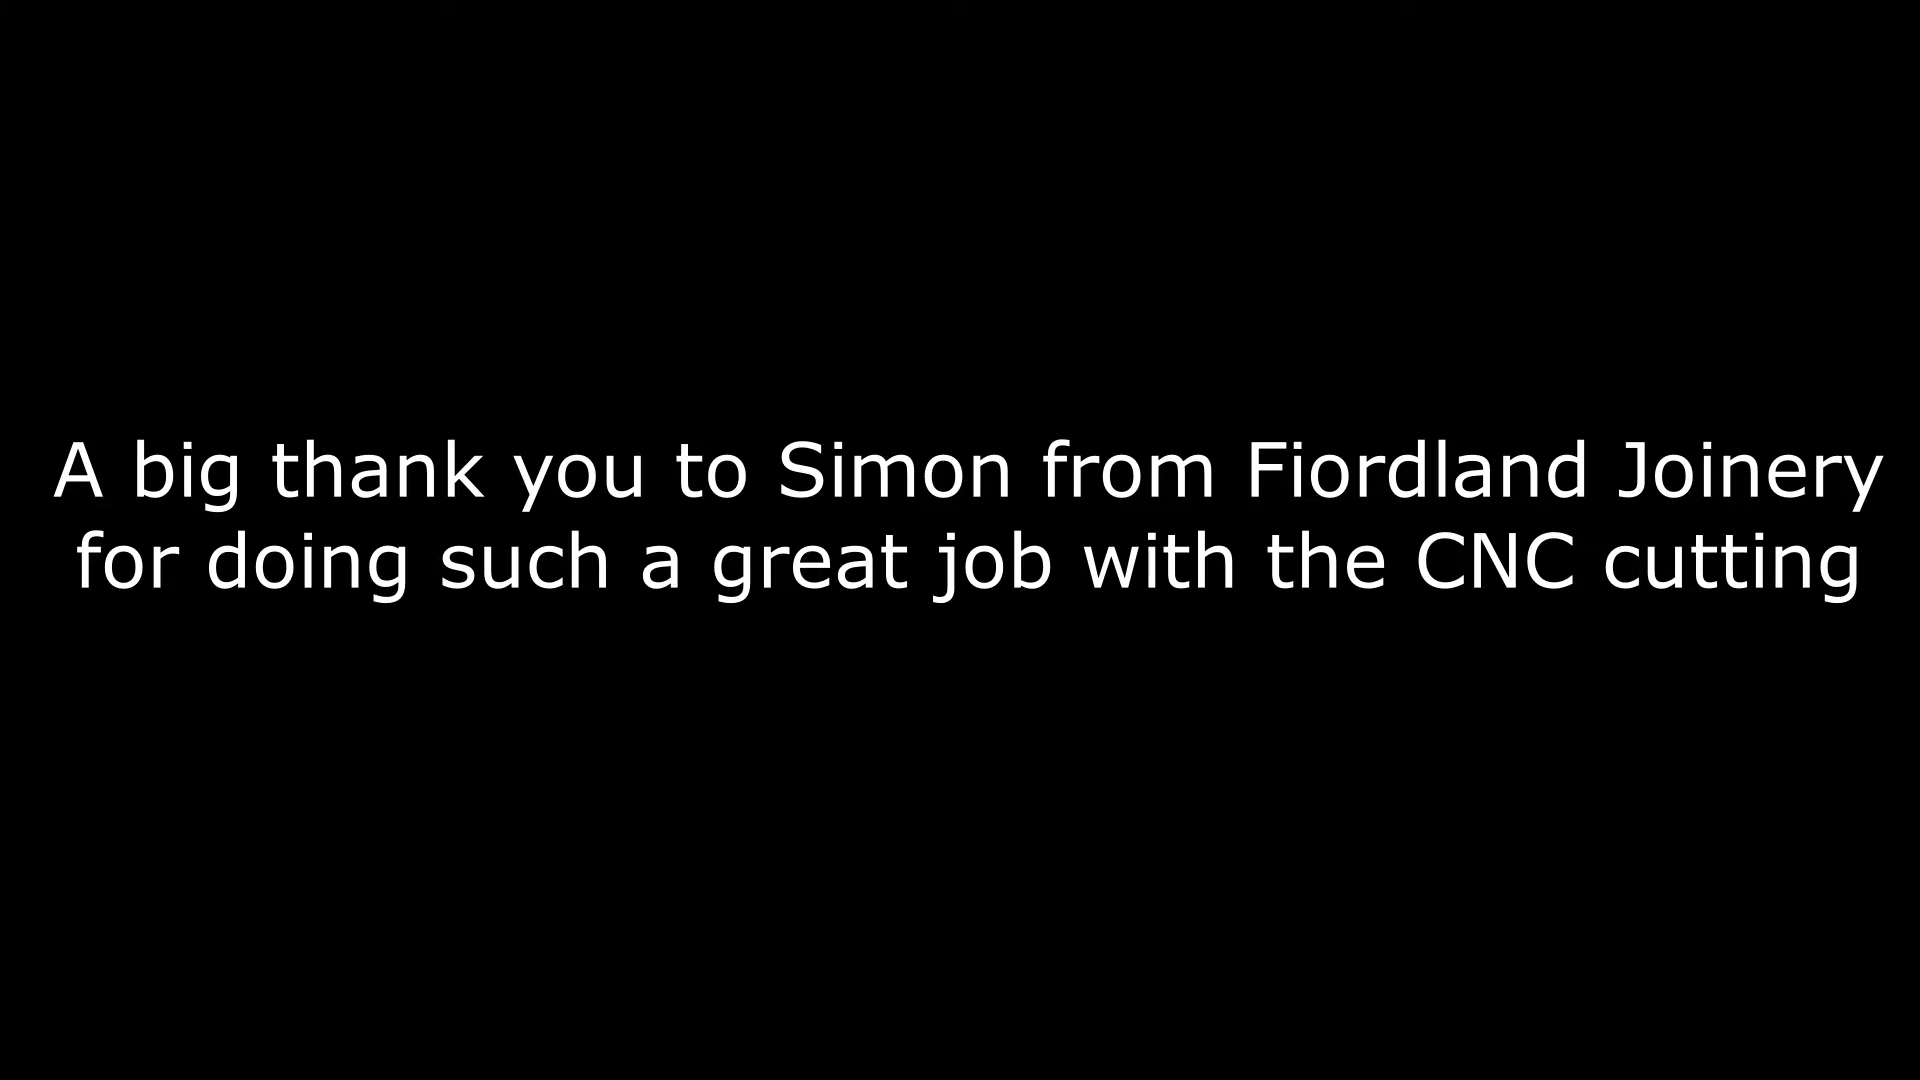 A big thank you to Simon from Fiordland Joinery
for doing such a great job with the CNC cutting